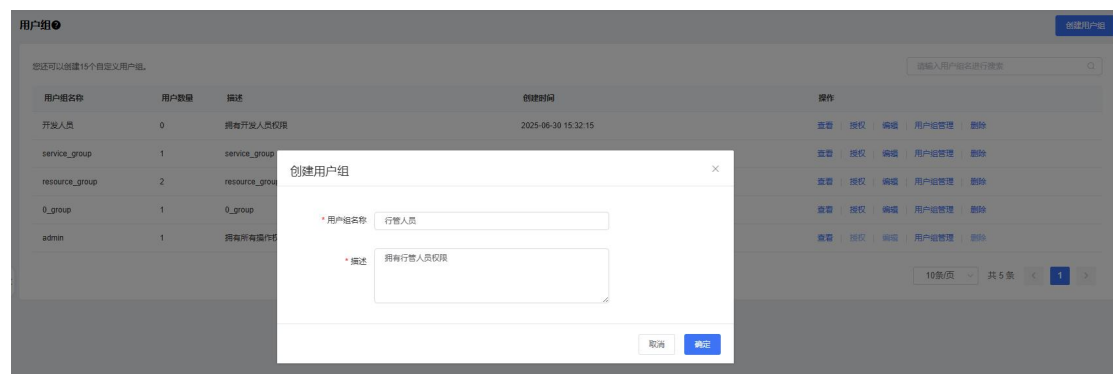 用户组
创建用户组
您还可以创建15个自定义用户组。
请输入用户组名进行搜索
用户组名称 用户数量 描述 创建时间 操作
开发人员 0 拥有开发人员权限 2025-06-30 15:32:15 查看 授权 编辑 用户组管理 删除
service_group 1 service_group 查看 授权 编辑 用户组管理 删除
resource_group 2 resource_group 查看 授权 编辑 用户组管理 删除
0_group 1 0_group 查看 授权 编辑 用户组管理 删除
admin 1 拥有所有操作权 查看 授权 编辑 用户组管理 删除
10条/页 共 5 条 < 1 >
创建用户组 ×
* 用户组名称 行管人员
* 描述 拥有行管人员权限
取消 确定